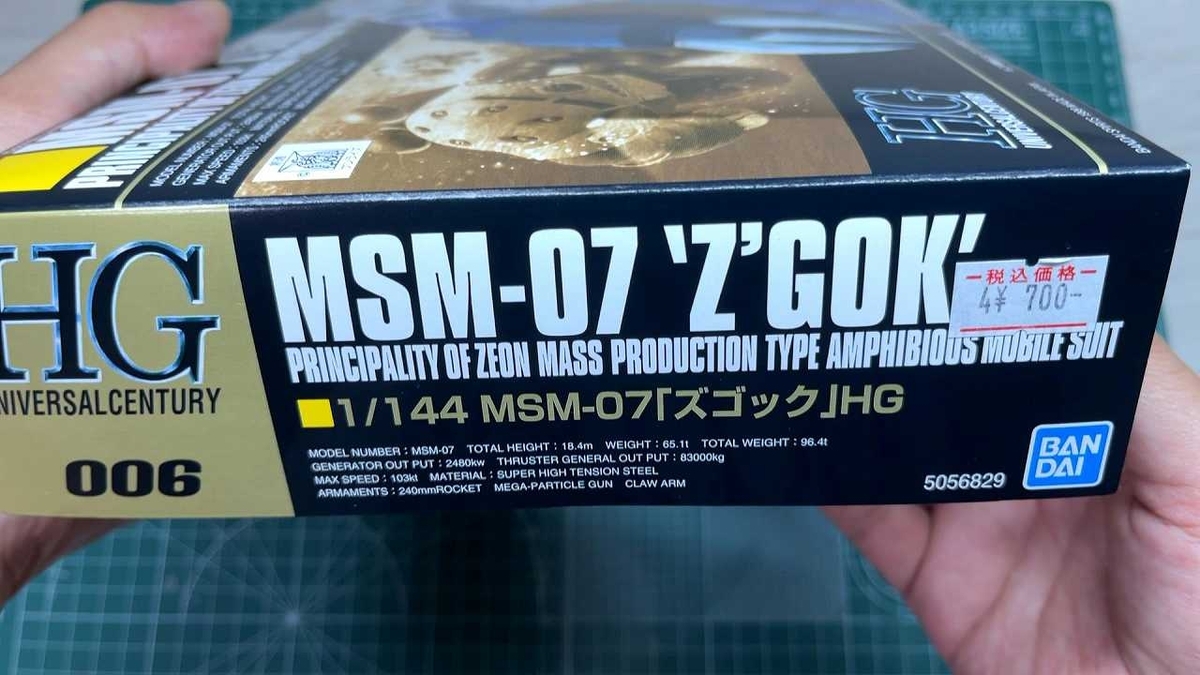 HG
006
MSM-07 'Z'GOK'
PRINCIPALITY OF ZEON MASS PRODUCTION TYPE AMPHIBIOUS MOBILE SUIT
1/144 MSM-07「ズゴック」HG
MODEL NUMBER : MSM-07 TOTAL HEIGHT : 18.4m WEIGHT : 65.1t TOTAL WEIGHT : 96.4t
GENERATOR OUT PUT : 2480kw THRUSTER GENERAL OUT PUT : 83000kg
MAX SPEED : 103kt MATERIAL : SUPER HIGH TENSION STEEL
ARMAMENTS : 240mmROCKET MEGA-PARTICLE GUN CLAW ARM
税込価格
4¥ 700-
5056829
BAN
DAI
HG